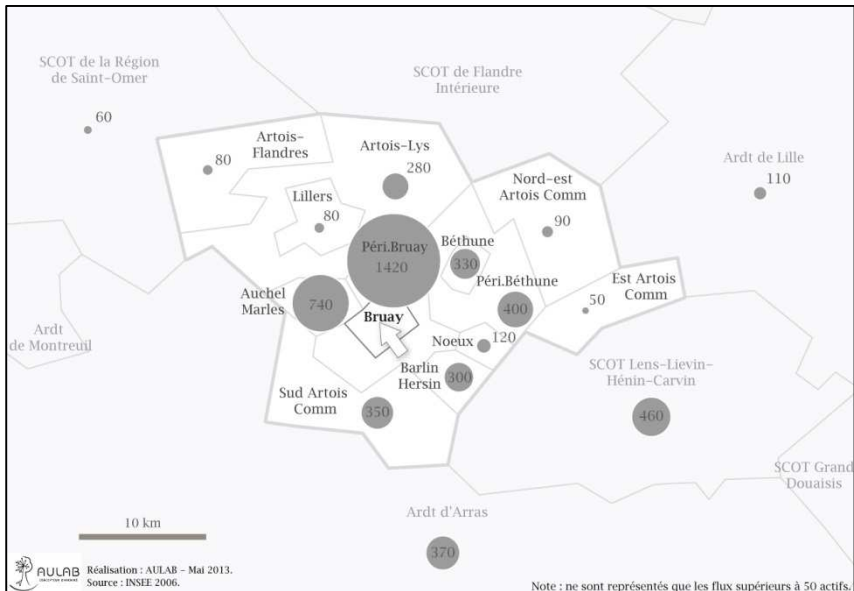 SCOT de la Région
de Saint-Omer
60
SCOT de Flandre
Intérieure
Artois-
Flandres
80
Artois-Lys
280
Ardt de Lille
110
Nord-est
Artois Comm
90
Lillers
80
Péri.Bruay
1420
Béthune
330
Péri.Béthune
400
Est Artois
Comm
50
Auchel
Marles
740
Bruay
Noeux
120
Ardt
de Montreuil
Barlin
Hersin
300
SCOT Lens-Lievin-
Hénin-Carvin
460
Sud Artois
Comm
350
SCOT Grand
Douaisis
10 km
Ardt d'Arras
370
AULAB
Réalisation : AULAB - Mai 2013.
Source : INSEE 2006.
Note : ne sont représentés que les flux supérieurs à 50 actifs.